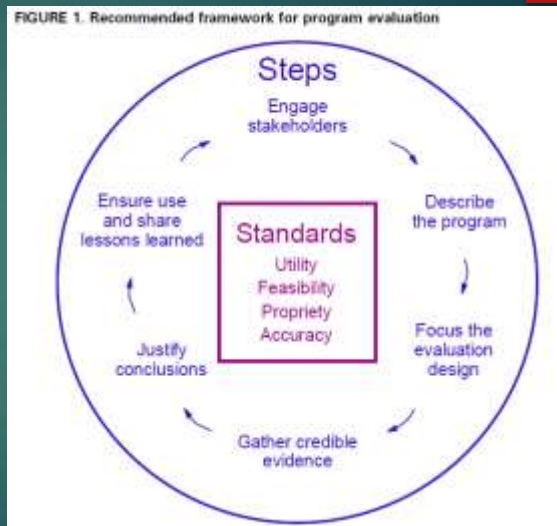 FIGURE 1. Recommended framework for program evaluation
Steps
Engage
stakeholders
Describe
the program
Focus the
evaluation
design
Gather credible
evidence
Justify
conclusions
Ensure use
and share
lessons learned
Standards
Utility
Feasibility
Propriety
Accuracy